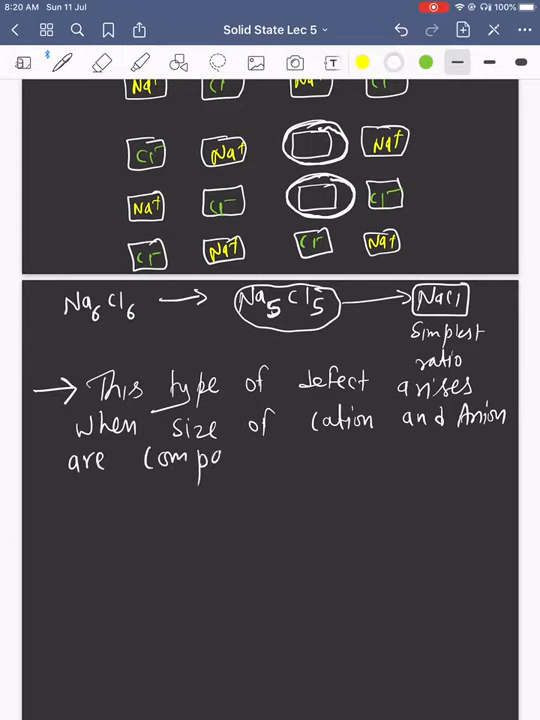 8:20 AM Sun 11 Jul 100%
Solid State Lec 5
T
Na+ Cl- Na+ Cl-
Cl- Na+ Na+
Na+ Cl- Cl-
Cl- Na+ Cl- Na+
Na6Cl6 → Na5Cl5 → NaCl
Simplest
ratio
→ This type of defect arises
when size of cation and Anion
are compa